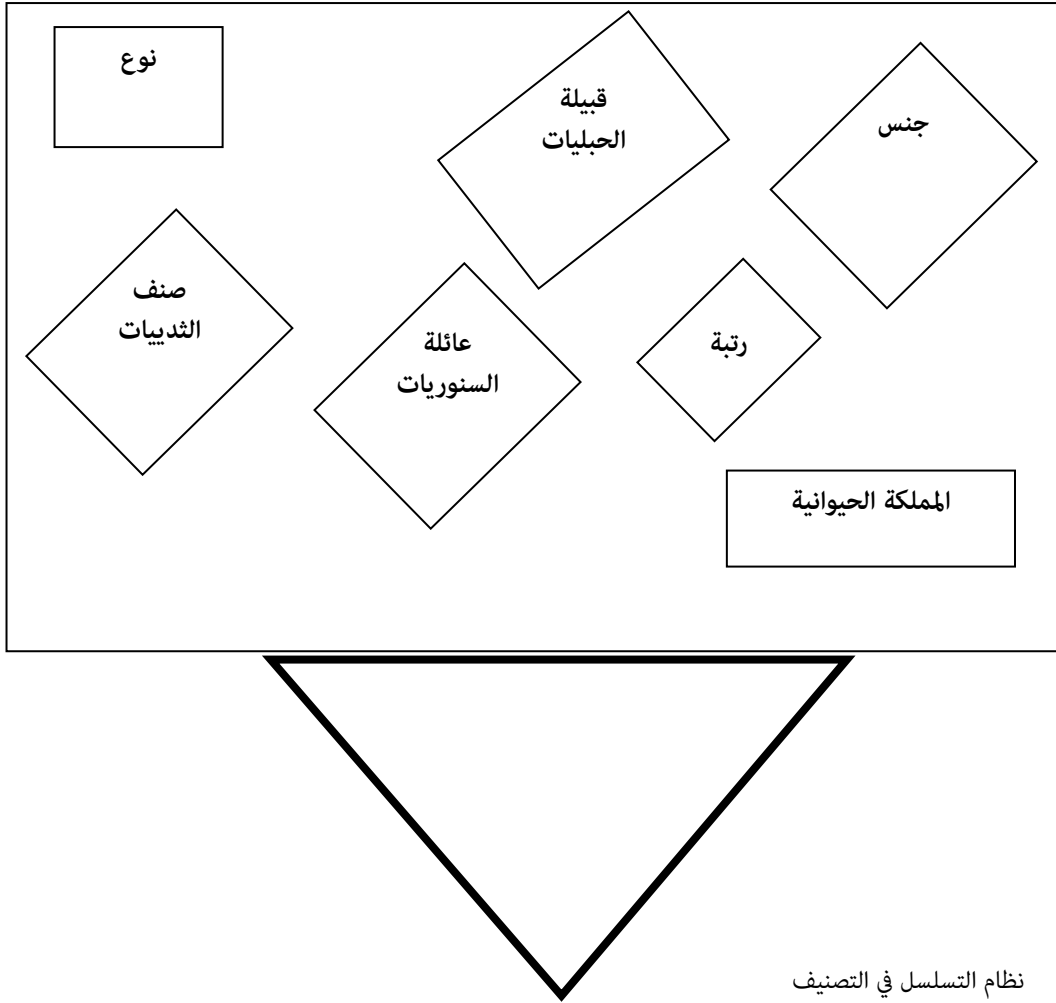 نوع
قبيلة
الحبليات
جنس
صنف
الثدييات
عائلة
السنوريات
رتبة
المملكة الحيوانية
نظام التسلسل في التصنيف